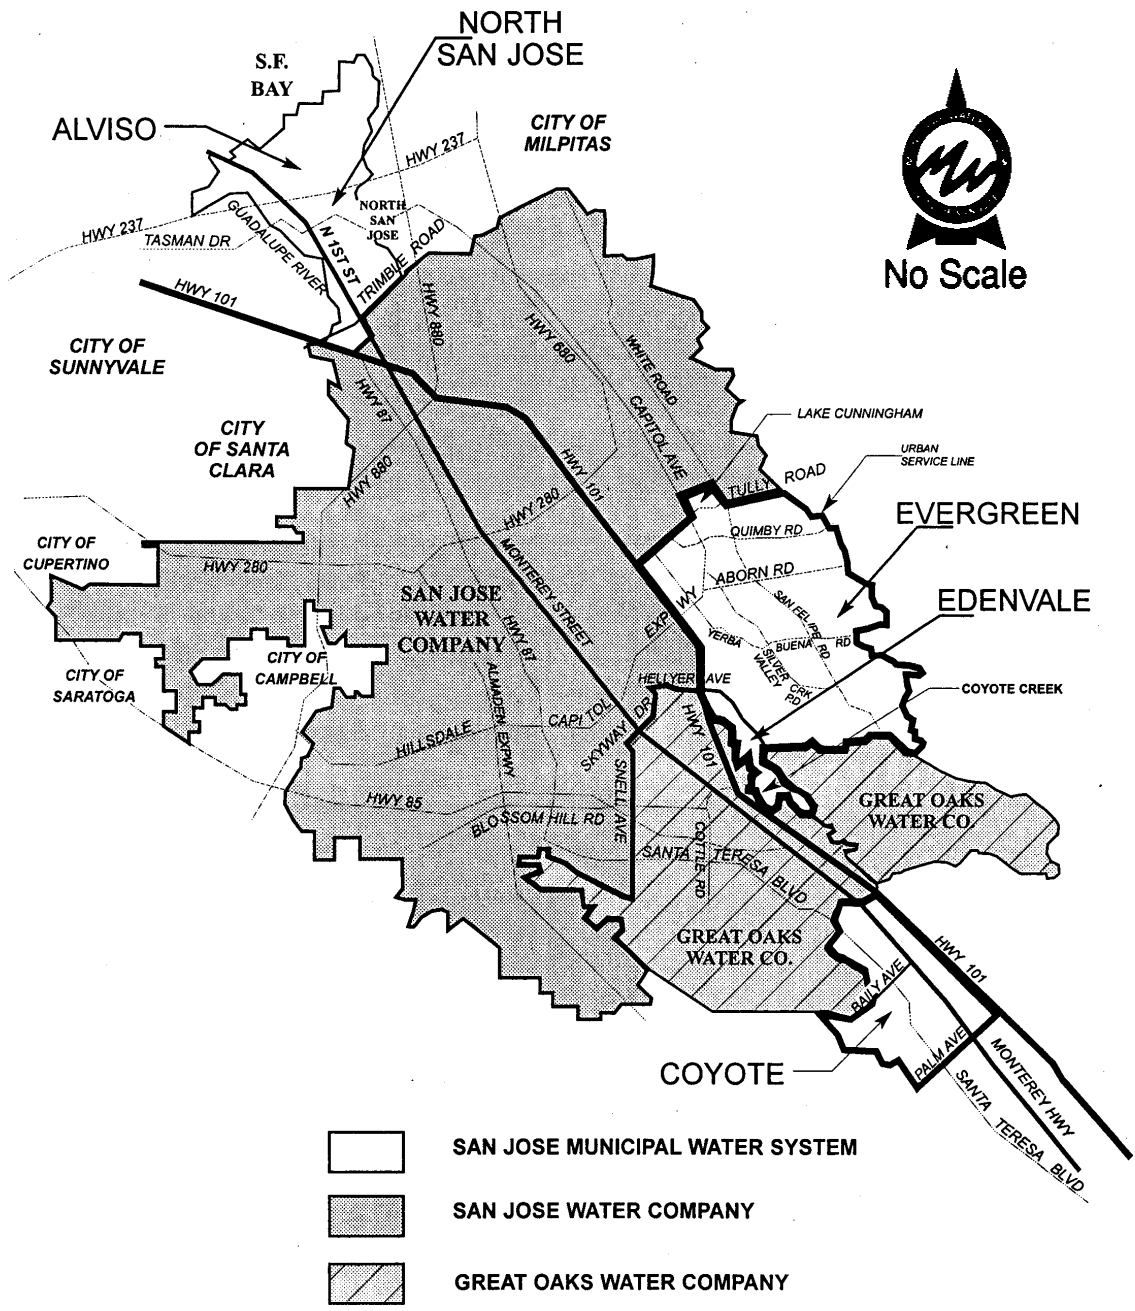 NORTH
SAN JOSE
S.F.
BAY
ALVISO
CITY OF
MILPITAS
HWY 237
NORTH
SAN
JOSE
HWY 237
TASMAN DR
GUADALUPE RIVER
N 1ST ST
TRIMBLE ROAD
No Scale
HWY 101
HWY 880
HWY 680
WHITE ROAD
CITY OF
SUNNYVALE
HWY 87
CAPITOL AVE
LAKE CUNNINGHAM
CITY
OF SANTA
CLARA
URBAN
SERVICE LINE
HWY 880
HWY 101
TULLY ROAD
HWY 280
EVERGREEN
QUIMBY RD
CITY OF
CUPERTINO
HWY 280
MONTEREY STREET
ABORN RD
SAN JOSE
WATER
COMPANY
EDENVALE
SAN FELIPE RD
EXPWY
HWY 87
YERBA BUENA RD
SILVER CRK
VALLEY RD
CITY OF
CAMPBELL
CITY OF
SARATOGA
HELLYER AVE
COYOTE CREEK
ALMADEN EXPWY
CAPITOL
SKYWAY DR
HWY 101
HILLSDALE
SNELL AVE
HWY 85
BLOSSOM HILL RD
GREAT OAKS
WATER CO.
COTTLE RD
SANTA TERESA BLVD
GREAT OAKS
WATER CO.
HWY 101
BAILY AVE
COYOTE
PALM AVE
MONTEREY HWY
SANTA TERESA BLVD
SAN JOSE MUNICIPAL WATER SYSTEM
SAN JOSE WATER COMPANY
GREAT OAKS WATER COMPANY